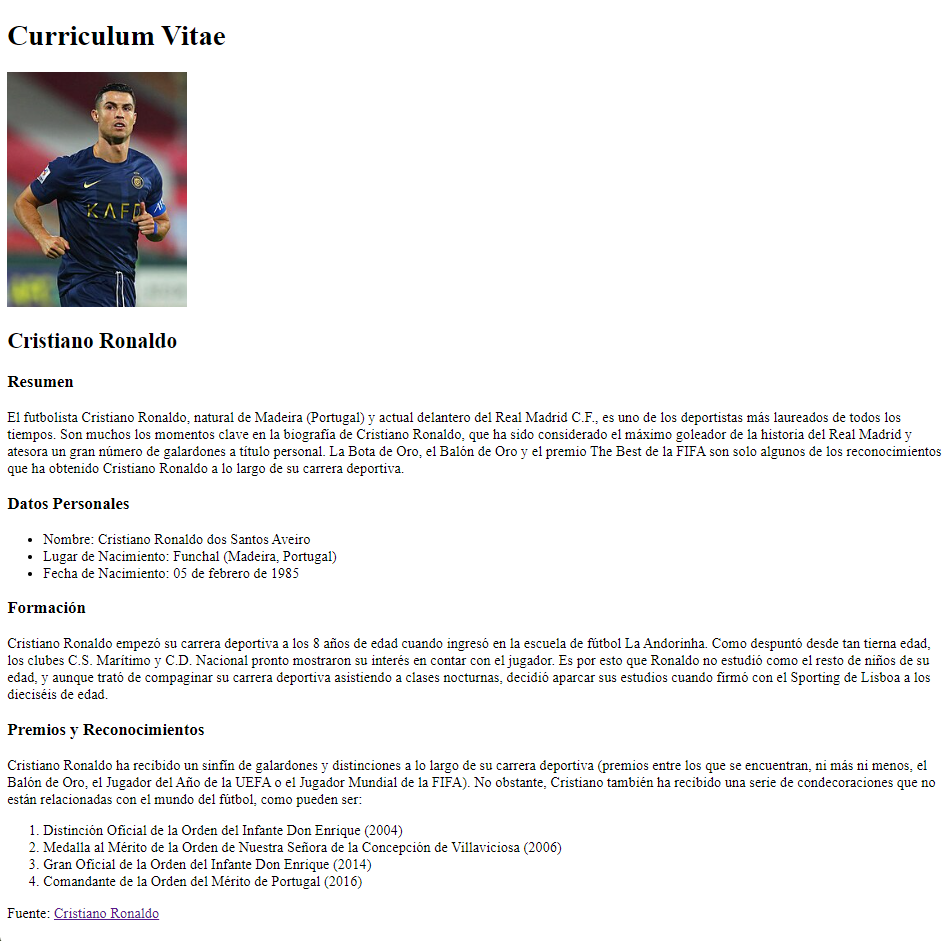 Curriculum Vitae
KAFD
Cristiano Ronaldo
Resumen
El futbolista Cristiano Ronaldo, natural de Madeira (Portugal) y actual delantero del Real Madrid C.F., es uno de los deportistas más laureados de todos los
tiempos. Son muchos los momentos clave en la biografía de Cristiano Ronaldo, que ha sido considerado el máximo goleador de la historia del Real Madrid y
atesora un gran número de galardones a título personal. La Bota de Oro, el Balón de Oro y el premio The Best de la FIFA son solo algunos de los reconocimientos
que ha obtenido Cristiano Ronaldo a lo largo de su carrera deportiva.
Datos Personales
• Nombre: Cristiano Ronaldo dos Santos Aveiro
• Lugar de Nacimiento: Funchal (Madeira, Portugal)
• Fecha de Nacimiento: 05 de febrero de 1985
Formación
Cristiano Ronaldo empezó su carrera deportiva a los 8 años de edad cuando ingresó en la escuela de fútbol La Andorinha. Como despuntó desde tan tierna edad,
los clubes C.S. Marítimo y C.D. Nacional pronto mostraron su interés en contar con el jugador. Es por esto que Ronaldo no estudió como el resto de niños de su
edad, y aunque trató de compaginar su carrera deportiva asistiendo a clases nocturnas, decidió aparcar sus estudios cuando firmó con el Sporting de Lisboa a los
dieciséis de edad.
Premios y Reconocimientos
Cristiano Ronaldo ha recibido un sinfín de galardones y distinciones a lo largo de su carrera deportiva (premios entre los que se encuentran, ni más ni menos, el
Balón de Oro, el Jugador del Año de la UEFA o el Jugador Mundial de la FIFA). No obstante, Cristiano también ha recibido una serie de condecoraciones que no
están relacionadas con el mundo del fútbol, como pueden ser:
1. Distinción Oficial de la Orden del Infante Don Enrique (2004)
2. Medalla al Mérito de la Orden de Nuestra Señora de la Concepción de Villaviciosa (2006)
3. Gran Oficial de la Orden del Infante Don Enrique (2014)
4. Comandante de la Orden del Mérito de Portugal (2016)
Fuente: Cristiano Ronaldo